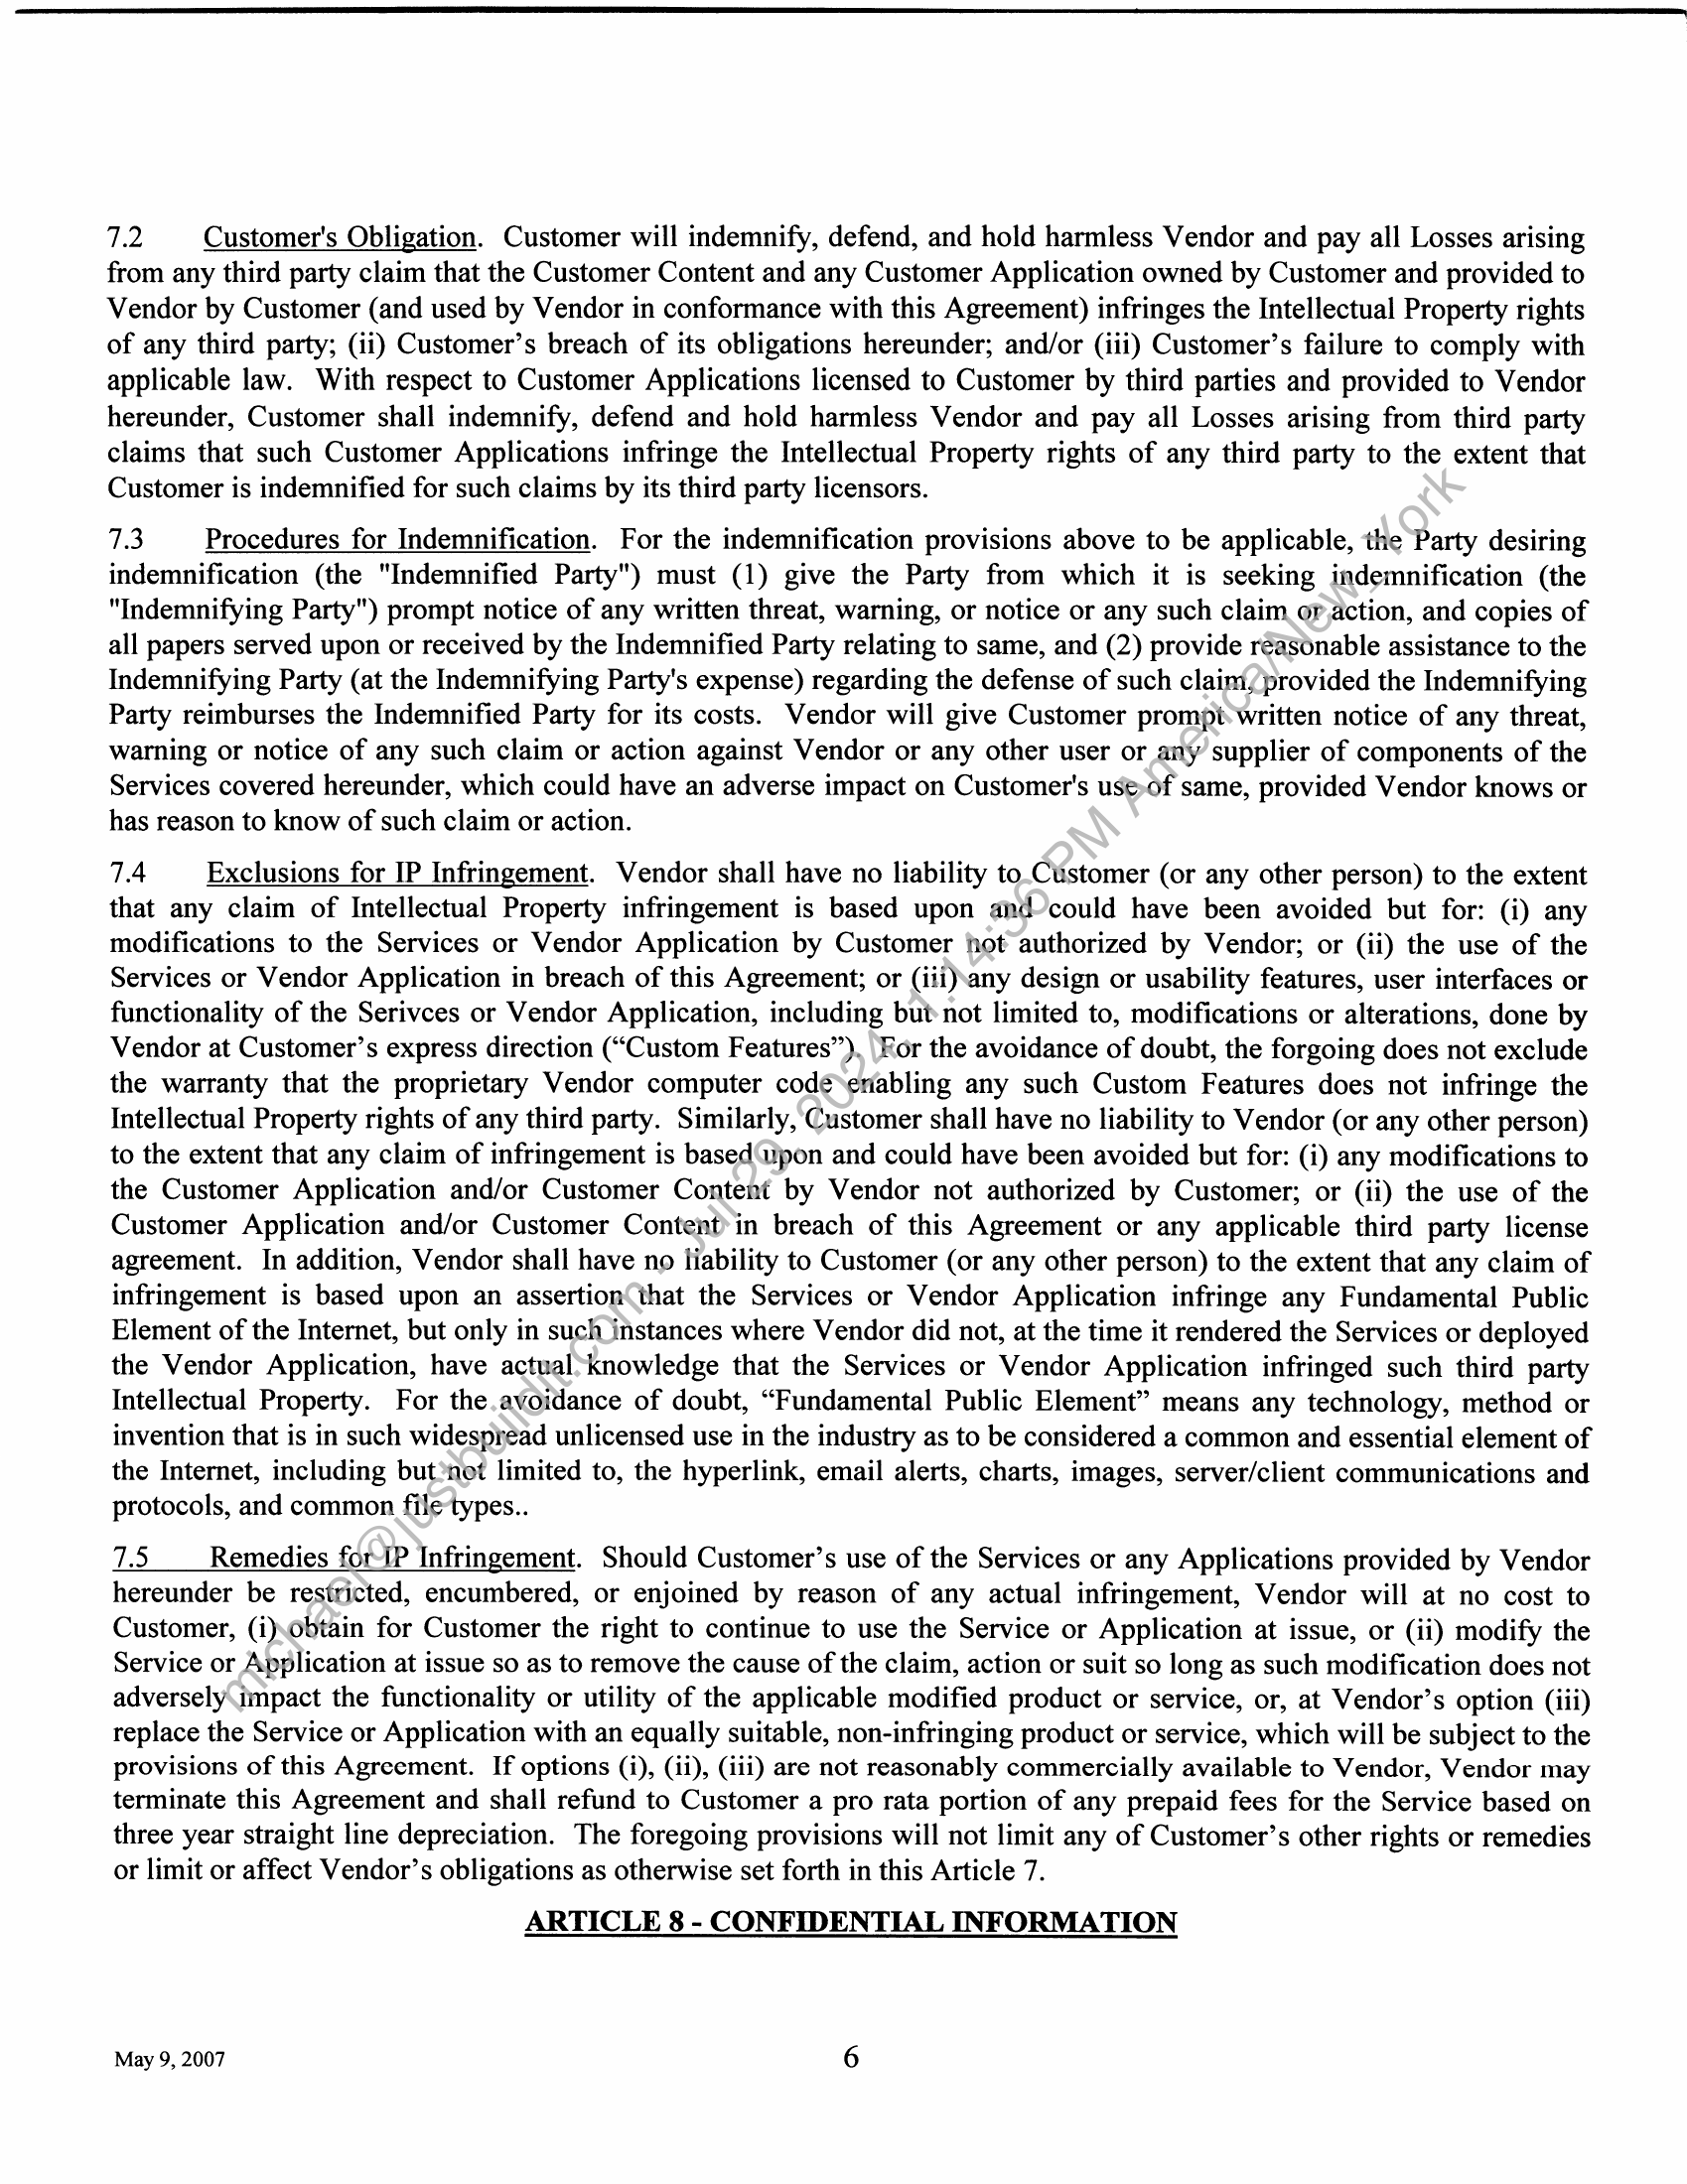 7.2 Customer's Obligation. Customer will indemnify, defend, and hold harmless Vendor and pay all Losses arising
from any third party claim that the Customer Content and any Customer Application owned by Customer and provided to
Vendor by Customer (and used by Vendor in conformance with this Agreement) infringes the Intellectual Property rights
of any third party; (ii) Customer’s breach of its obligations hereunder; and/or (iii) Customer’s failure to comply with
applicable law. With respect to Customer Applications licensed to Customer by third parties and provided to Vendor
hereunder, Customer shall indemnify, defend and hold harmless Vendor and pay all Losses arising from third party
claims that such Customer Applications infringe the Intellectual Property rights of any third party to the extent that
Customer is indemnified for such claims by its third party licensors.
7.3 Procedures for Indemnification. For the indemnification provisions above to be applicable, the Party desiring
indemnification (the "Indemnified Party") must (1) give the Party from which it is seeking indemnification (the
"Indemnifying Party") prompt notice of any written threat, warning, or notice or any such claim or action, and copies of
all papers served upon or received by the Indemnified Party relating to same, and (2) provide reasonable assistance to the
Indemnifying Party (at the Indemnifying Party's expense) regarding the defense of such claim, provided the Indemnifying
Party reimburses the Indemnified Party for its costs. Vendor will give Customer prompt written notice of any threat,
warning or notice of any such claim or action against Vendor or any other user or any supplier of components of the
Services covered hereunder, which could have an adverse impact on Customer's use of same, provided Vendor knows or
has reason to know of such claim or action.
7.4 Exclusions for IP Infringement. Vendor shall have no liability to Customer (or any other person) to the extent
that any claim of Intellectual Property infringement is based upon and could have been avoided but for: (i) any
modifications to the Services or Vendor Application by Customer not authorized by Vendor; or (ii) the use of the
Services or Vendor Application in breach of this Agreement; or (iii) any design or usability features, user interfaces or
functionality of the Serivces or Vendor Application, including but not limited to, modifications or alterations, done by
Vendor at Customer’s express direction (“Custom Features”). For the avoidance of doubt, the forgoing does not exclude
the warranty that the proprietary Vendor computer code enabling any such Custom Features does not infringe the
Intellectual Property rights of any third party. Similarly, Customer shall have no liability to Vendor (or any other person)
to the extent that any claim of infringement is based upon and could have been avoided but for: (i) any modifications to
the Customer Application and/or Customer Content by Vendor not authorized by Customer; or (ii) the use of the
Customer Application and/or Customer Content in breach of this Agreement or any applicable third party license
agreement. In addition, Vendor shall have no liability to Customer (or any other person) to the extent that any claim of
infringement is based upon an assertion that the Services or Vendor Application infringe any Fundamental Public
Element of the Internet, but only in such instances where Vendor did not, at the time it rendered the Services or deployed
the Vendor Application, have actual knowledge that the Services or Vendor Application infringed such third party
Intellectual Property. For the avoidance of doubt, “Fundamental Public Element” means any technology, method or
invention that is in such widespread unlicensed use in the industry as to be considered a common and essential element of
the Internet, including but not limited to, the hyperlink, email alerts, charts, images, server/client communications and
protocols, and common file types..
7.5 Remedies for IP Infringement. Should Customer’s use of the Services or any Applications provided by Vendor
hereunder be restricted, encumbered, or enjoined by reason of any actual infringement, Vendor will at no cost to
Customer, (i) obtain for Customer the right to continue to use the Service or Application at issue, or (ii) modify the
Service or Application at issue so as to remove the cause of the claim, action or suit so long as such modification does not
adversely impact the functionality or utility of the applicable modified product or service, or, at Vendor’s option (iii)
replace the Service or Application with an equally suitable, non-infringing product or service, which will be subject to the
provisions of this Agreement. If options (i), (ii), (iii) are not reasonably commercially available to Vendor, Vendor may
terminate this Agreement and shall refund to Customer a pro rata portion of any prepaid fees for the Service based on
three year straight line depreciation. The foregoing provisions will not limit any of Customer’s other rights or remedies
or limit or affect Vendor’s obligations as otherwise set forth in this Article 7.
ARTICLE 8 - CONFIDENTIAL INFORMATION
May 9, 2007 6
michael@justbuildit.com - Jul 29, 2024, 1:14:36 PM America/New_York